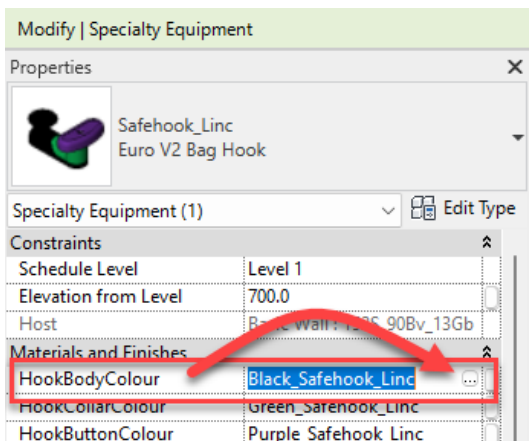 Modify | Specialty Equipment
Properties
Safehook_Linc
Euro V2 Bag Hook
Specialty Equipment (1) Edit Type
Constraints
Schedule Level Level 1
Elevation from Level 700.0
Host Wall :
Materials and Finishes
HookBodyColour Black_Safehook_Linc ...
HookCollarColour Green_Safehook_Linc
HookButtonColour Purple_Safehook_Linc